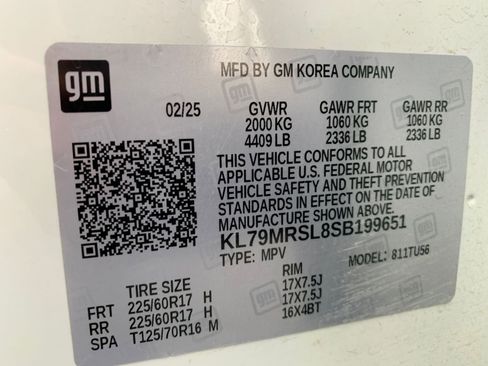 gm
MFD BY GM KOREA COMPANY
02/25 GVWR GAWR FRT GAWR RR
2000 KG 1060 KG 1060 KG
4409 LB 2336 LB 2336 LB
THIS VEHICLE CONFORMS TO ALL
APPLICABLE U.S. FEDERAL MOTOR
VEHICLE SAFETY AND THEFT PREVENTION
STANDARDS IN EFFECT ON THE DATE OF
MANUFACTURE SHOWN ABOVE.
KL79MRSL8SB199651
TYPE: MPV MODEL: 811TU56
TIRE SIZE RIM
FRT 225/60R17 H 17X7.5J
RR 225/60R17 H 17X7.5J
SPA T125/70R16 M 16X4BT